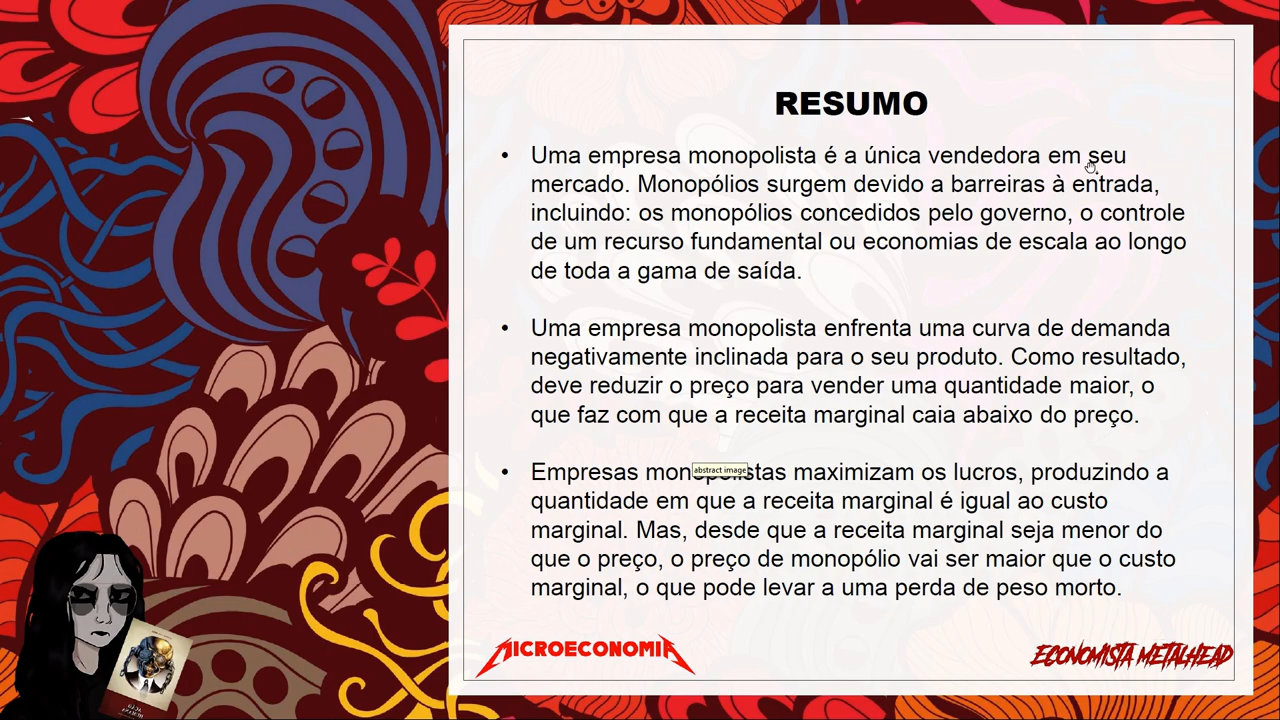 RESUMO
• Uma empresa monopolista é a única vendedora em seu
mercado. Monopólios surgem devido a barreiras à entrada,
incluindo: os monopólios concedidos pelo governo, o controle
de um recurso fundamental ou economias de escala ao longo
de toda a gama de saída.
• Uma empresa monopolista enfrenta uma curva de demanda
negativamente inclinada para o seu produto. Como resultado,
deve reduzir o preço para vender uma quantidade maior, o
que faz com que a receita marginal caia abaixo do preço.
• Empresas monopolistas maximizam os lucros, produzindo a
abstract image
quantidade em que a receita marginal é igual ao custo
marginal. Mas, desde que a receita marginal seja menor do
que o preço, o preço de monopólio vai ser maior que o custo
marginal, o que pode levar a uma perda de peso morto.
MICROECONOMIA
ECONOMISTA METALHEAD